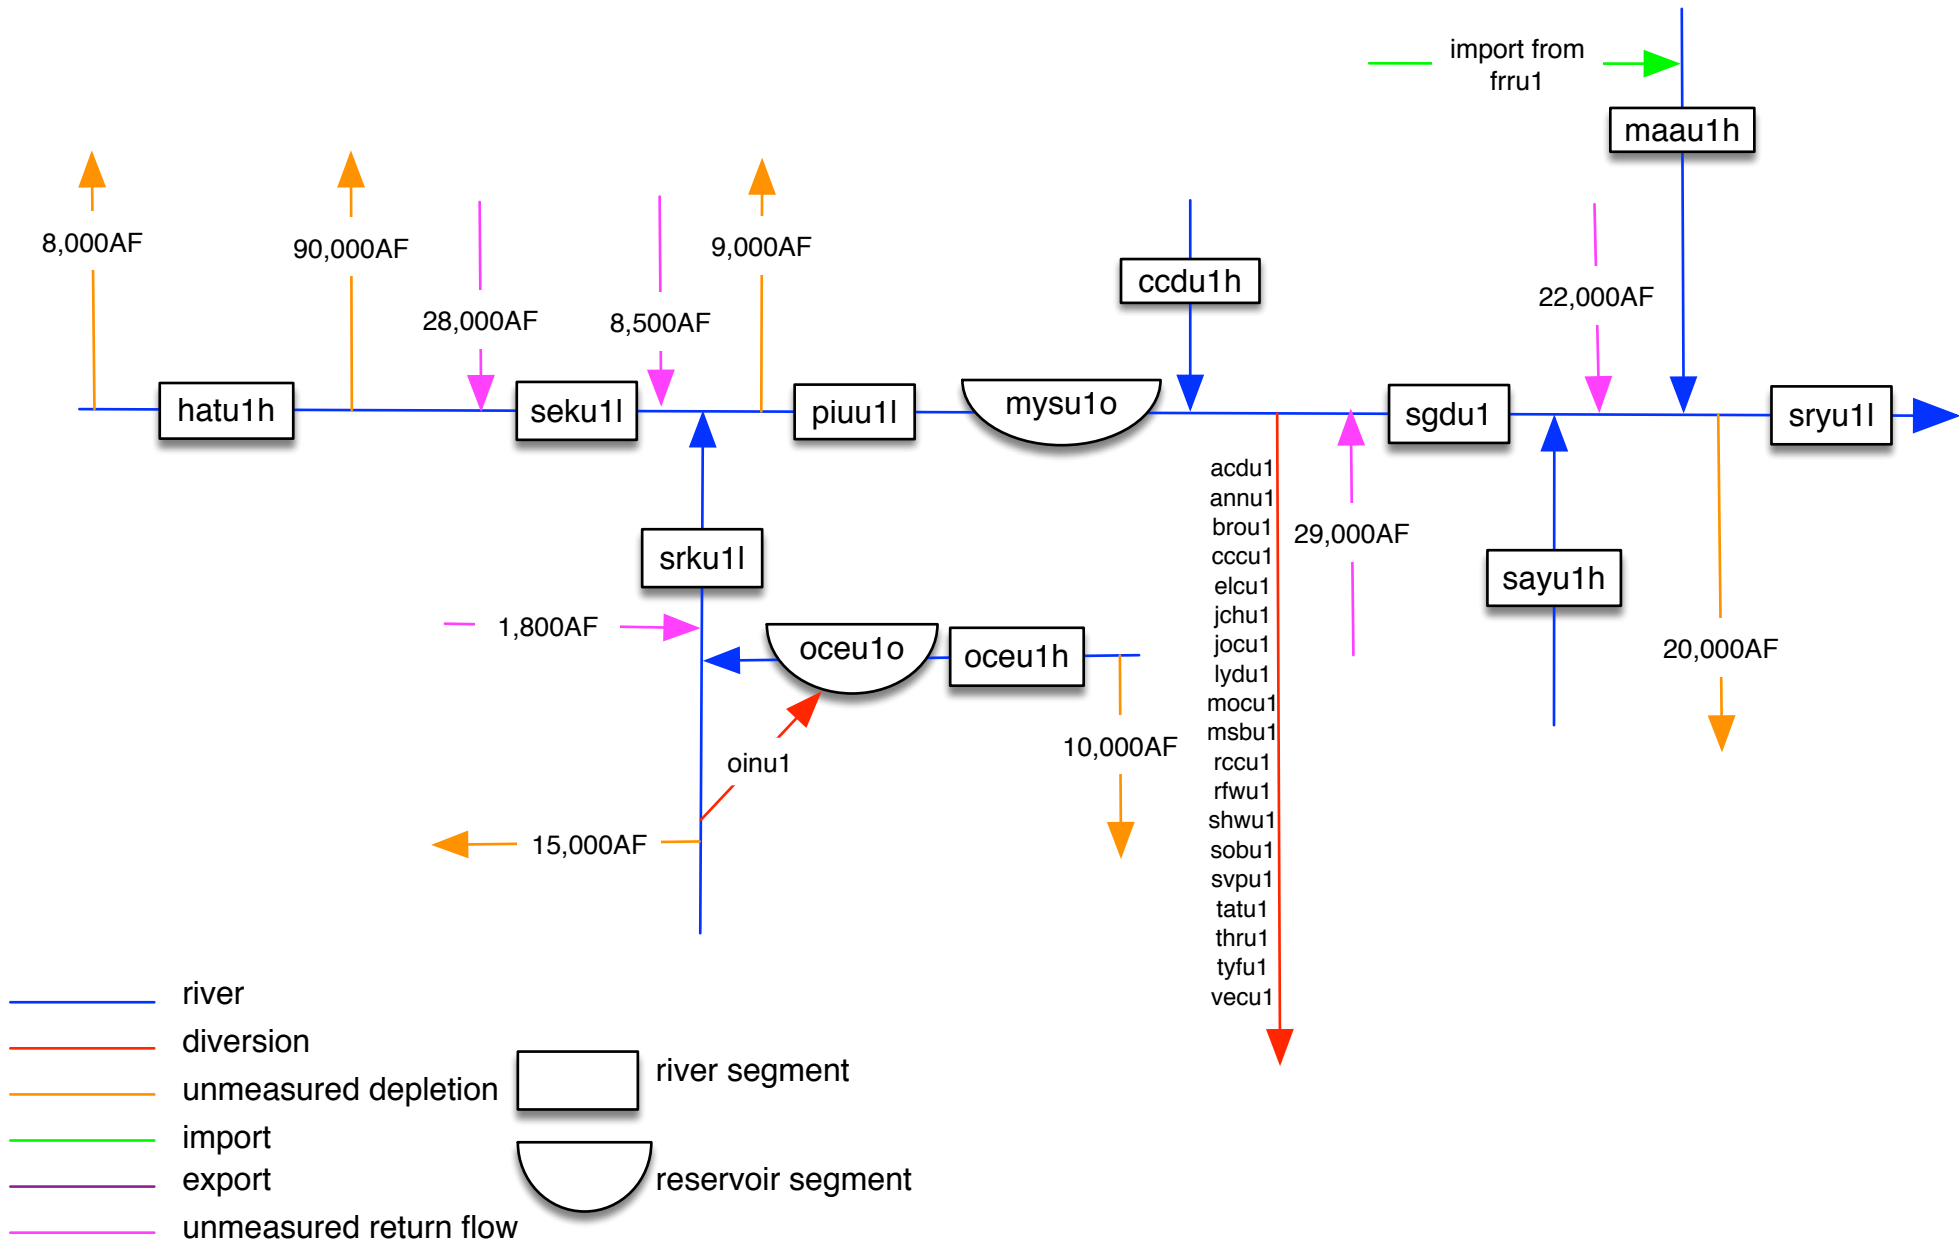 import from
frru1
maau1h
8,000AF
90,000AF
28,000AF
8,500AF
9,000AF
ccdu1h
22,000AF
hatu1h
seku1l
piuu1l
mysu1o
sgdu1
sryu1l
acdu1
annu1
brou1
cccu1
elcu1
jchu1
jocu1
lydu1
mocu1
msbu1
rccu1
rfwu1
shwu1
sobu1
svpu1
tatu1
thru1
tyfu1
vecu1
29,000AF
srku1l
sayu1h
1,800AF
oceu1o
oceu1h
20,000AF
oinu1
10,000AF
15,000AF
river
diversion
unmeasured depletion
import
export
unmeasured return flow
river segment
reservoir segment